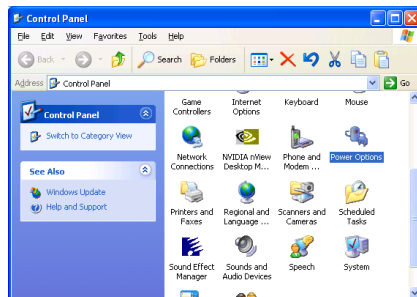 Control Panel
File Edit View Favorites Tools Help
Back Search Folders
Address Control Panel Go
Control Panel
Switch to Category View
See Also
Windows Update
Help and Support
Game Controllers
Internet Options
Keyboard
Mouse
Network Connections
NVIDIA nView Desktop M...
Phone and Modem ...
Power Options
Printers and Faxes
Regional and Language ...
Scanners and Cameras
Scheduled Tasks
Sound Effect Manager
Sounds and Audio Devices
Speech
System